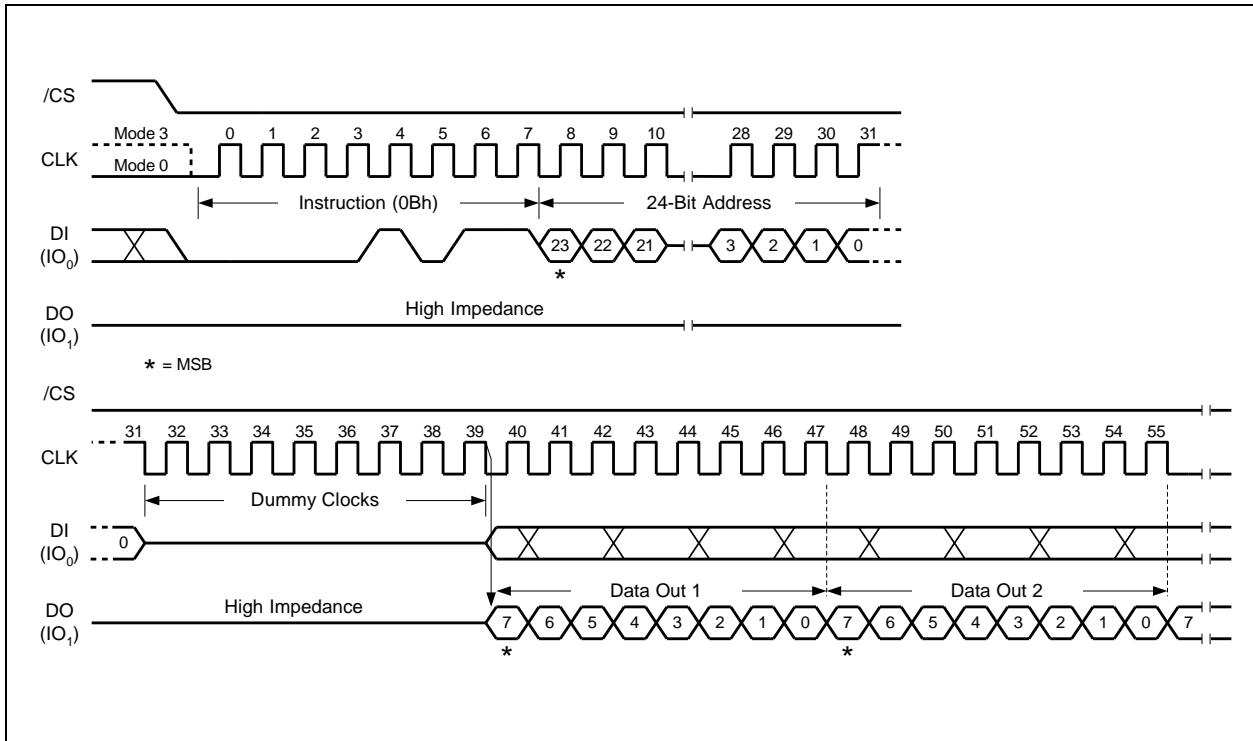 /CS
Mode 3 0 1 2 3 4 5 6 7 8 9 10 28 29 30 31
CLK
Mode 0
Instruction (0Bh) 24-Bit Address
DI
(IO0) 23 22 21 3 2 1 0
*
DO High Impedance
(IO1)
* = MSB
/CS
31 32 33 34 35 36 37 38 39 40 41 42 43 44 45 46 47 48 49 50 51 52 53 54 55
CLK
Dummy Clocks
DI
(IO0) 0
Data Out 1 Data Out 2
DO High Impedance
(IO1) 7 6 5 4 3 2 1 0 7 6 5 4 3 2 1 0 7
* *